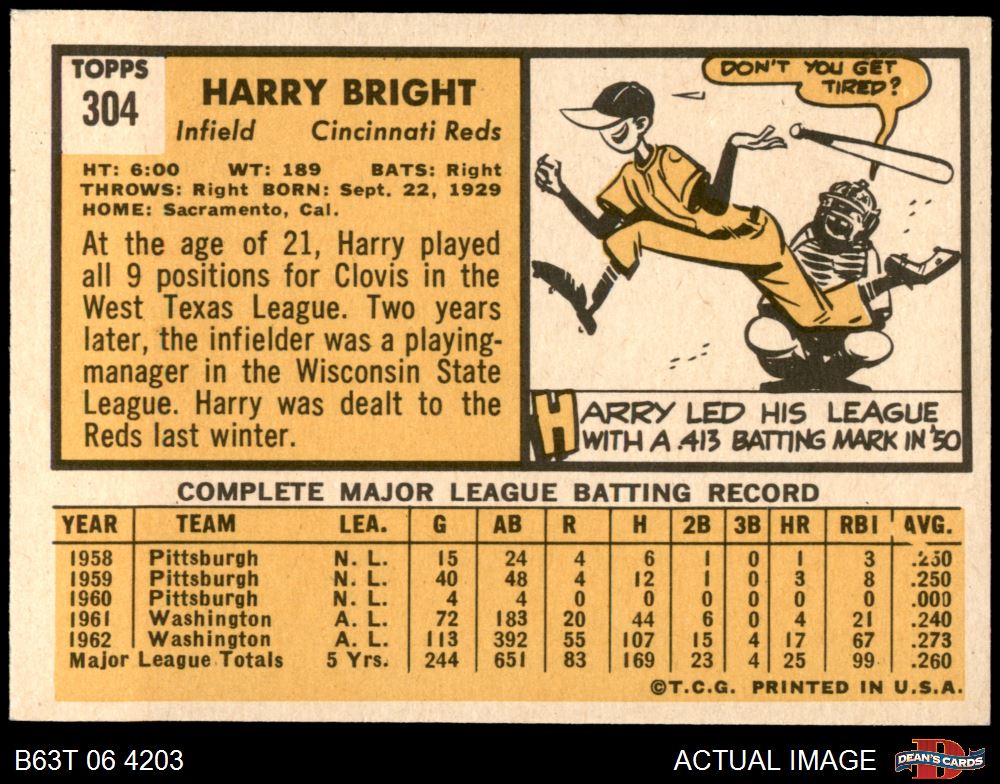 TOPPS
304
HARRY BRIGHT
Infield Cincinnati Reds
HT: 6:00 WT: 189 BATS: Right
THROWS: Right BORN: Sept. 22, 1929
HOME: Sacramento, Cal.
At the age of 21, Harry played
all 9 positions for Clovis in the
West Texas League. Two years
later, the infielder was a playing-
manager in the Wisconsin State
League. Harry was dealt to the
Reds last winter.
DON'T YOU GET
TIRED?
HARRY LED HIS LEAGUE
WITH A .413 BATTING MARK IN '50
COMPLETE MAJOR LEAGUE BATTING RECORD
YEAR TEAM LEA. G AB R H 2B 3B HR RBI AVG.
1958 Pittsburgh N. L. 15 24 4 6 1 0 1 3 .250
1959 Pittsburgh N. L. 40 48 4 12 1 0 3 8 .250
1960 Pittsburgh N. L. 4 4 0 0 0 0 0 0 .000
1961 Washington A. L. 72 183 20 44 6 0 4 21 .240
1962 Washington A. L. 113 392 55 107 15 4 17 67 .273
Major League Totals 5 Yrs. 244 651 83 169 23 4 25 99 .260
©T.C.G. PRINTED IN U.S.A.
B63T 06 4203
ACTUAL IMAGE
D
DEAN'S CARDS